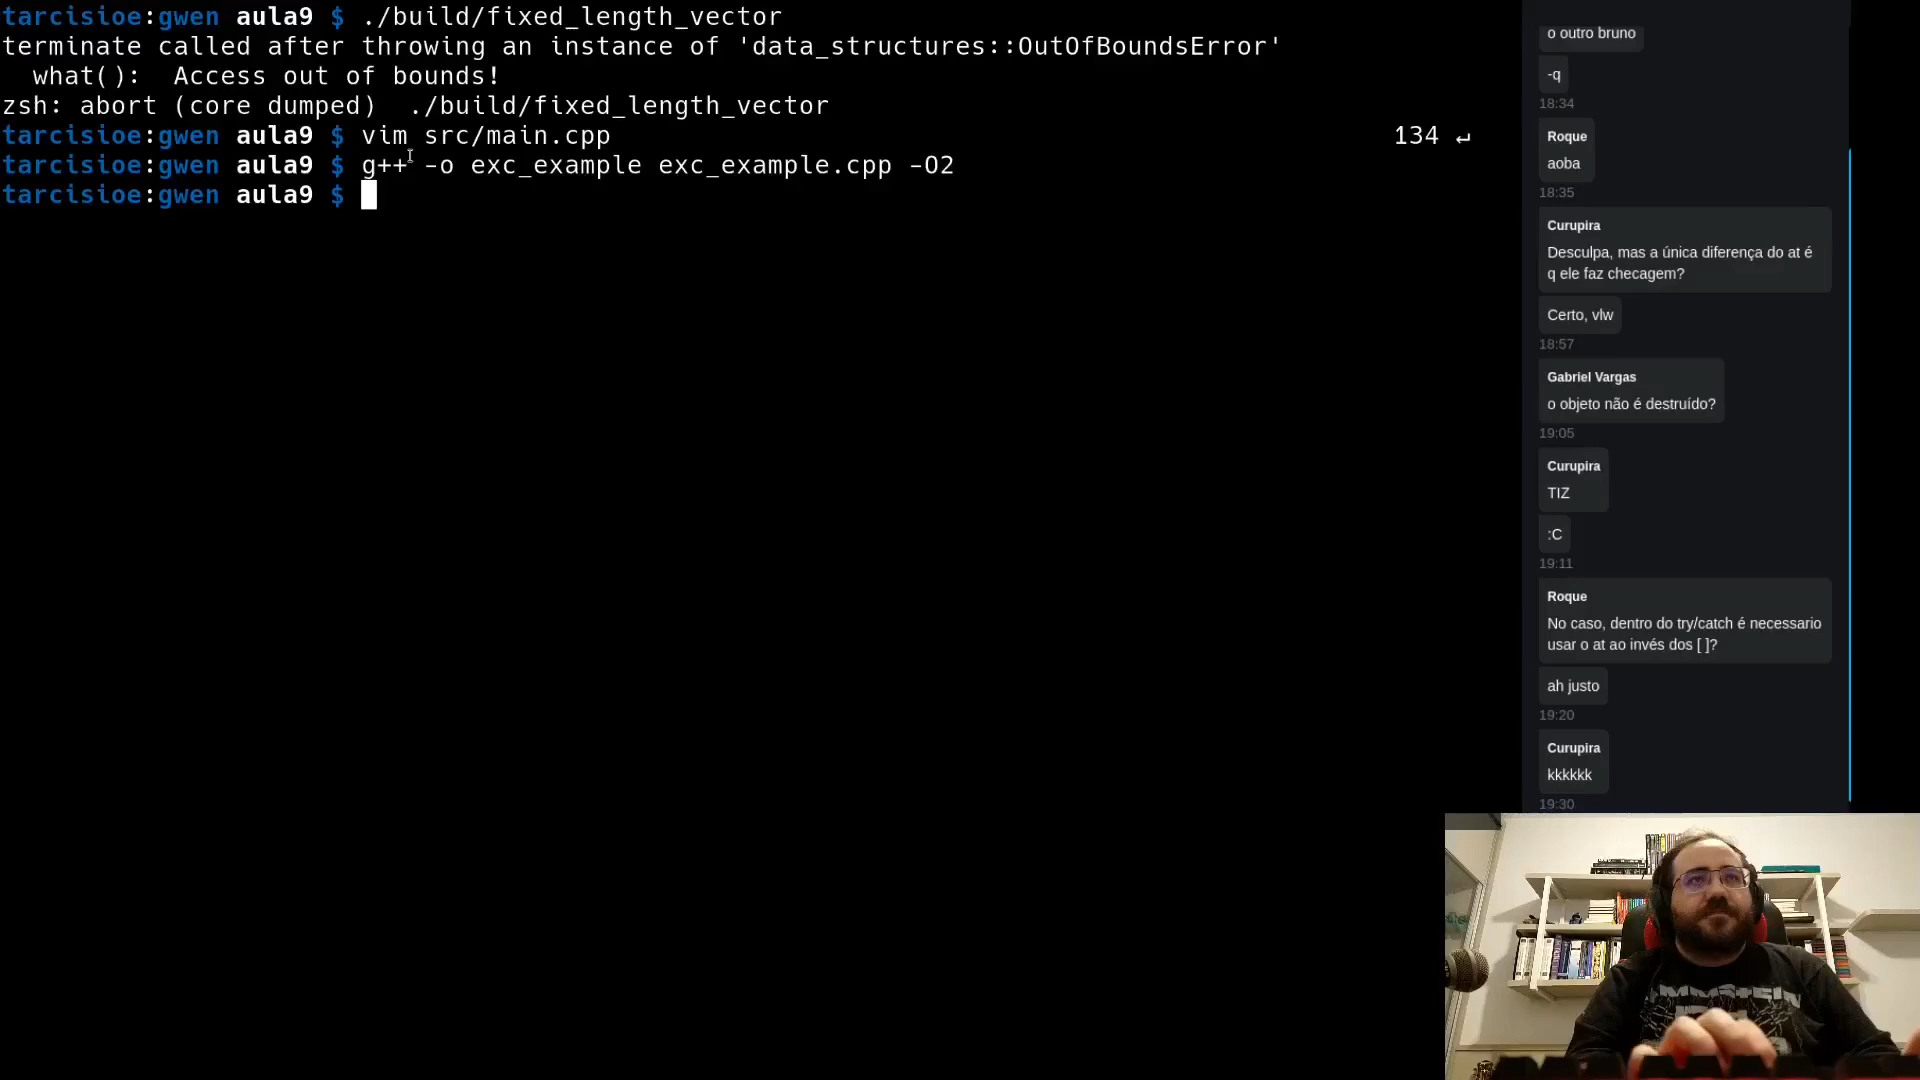 tarcisioe:gwen aula9 $ ./build/fixed_length_vector
terminate called after throwing an instance of 'data_structures::OutOfBoundsError'
what():  Access out of bounds!
zsh: abort (core dumped)  ./build/fixed_length_vector
tarcisioe:gwen aula9 $ vim src/main.cpp 134 ↵
tarcisioe:gwen aula9 $ g++ -o exc_example exc_example.cpp -O2
tarcisioe:gwen aula9 $
o outro bruno
-q
18:34
Roque
aoba
18:35
Curupira
Desculpa, mas a única diferença do at é
q ele faz checagem?
Certo, vlw
18:57
Gabriel Vargas
o objeto não é destruído?
19:05
Curupira
TIZ
:C
19:11
Roque
No caso, dentro do try/catch é necessario
usar o at ao invés dos [ ]?
ah justo
19:20
Curupira
kkkkkk
19:30